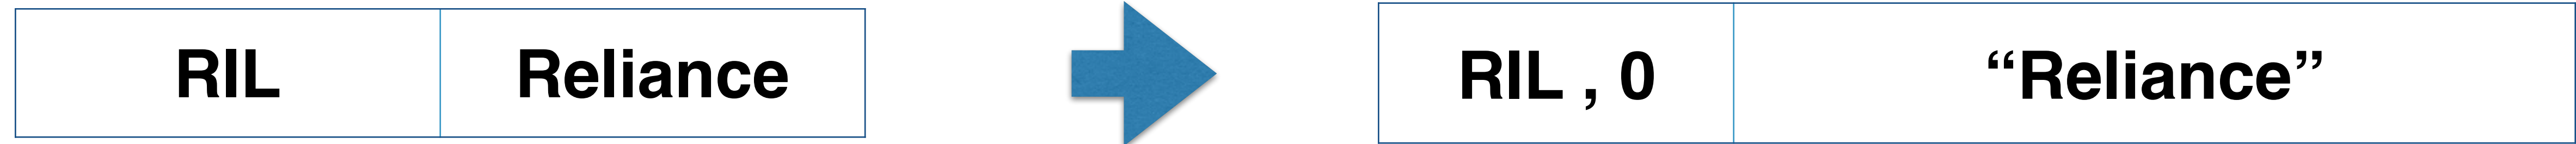 RIL Reliance RIL , 0 “Reliance”